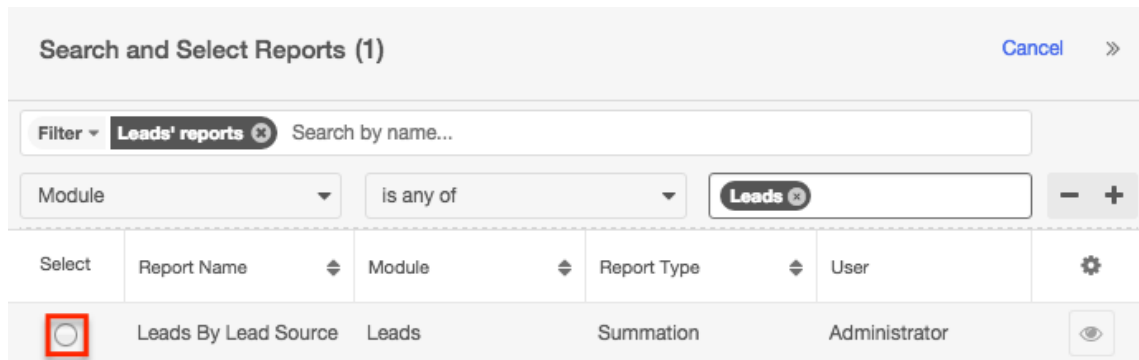 Search and Select Reports (1) Cancel
Filter Leads' reports Search by name...
Module is any of Leads
Select Report Name Module Report Type User
Leads By Lead Source Leads Summation Administrator